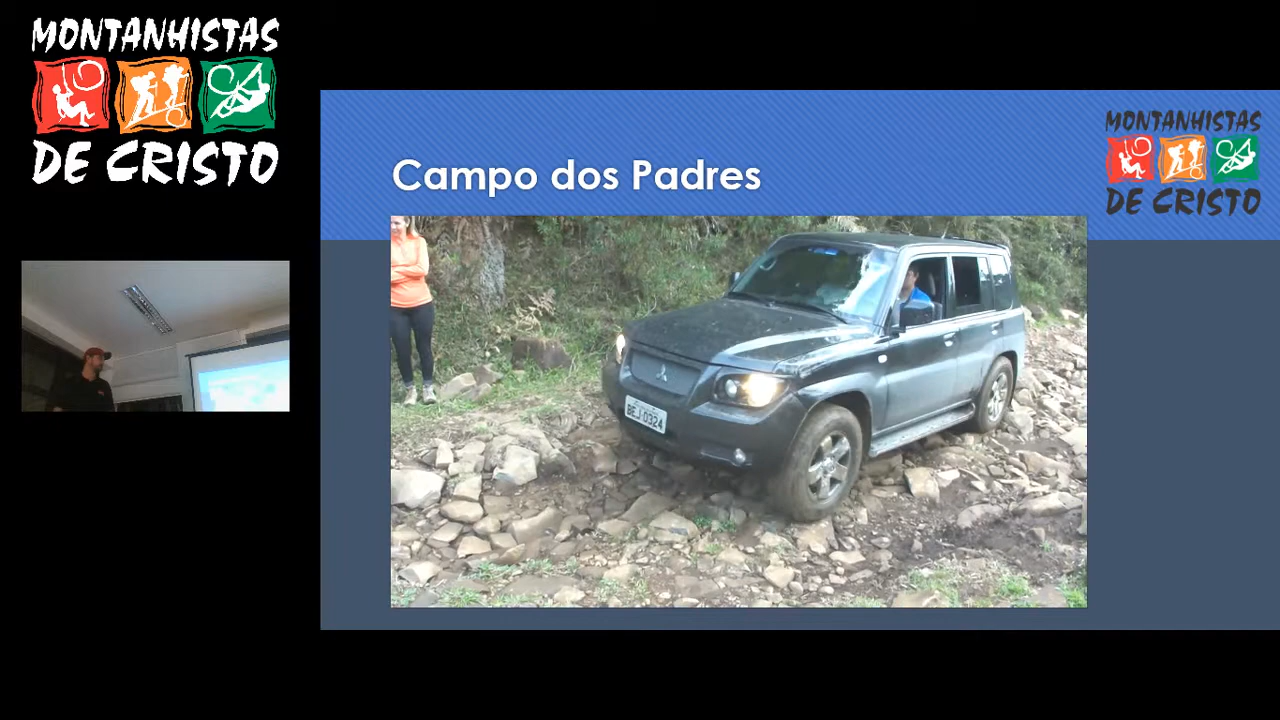 MONTANHISTAS
DE CRISTO
Campo dos Padres
MONTANHISTAS
DE CRISTO
BEJ 0324